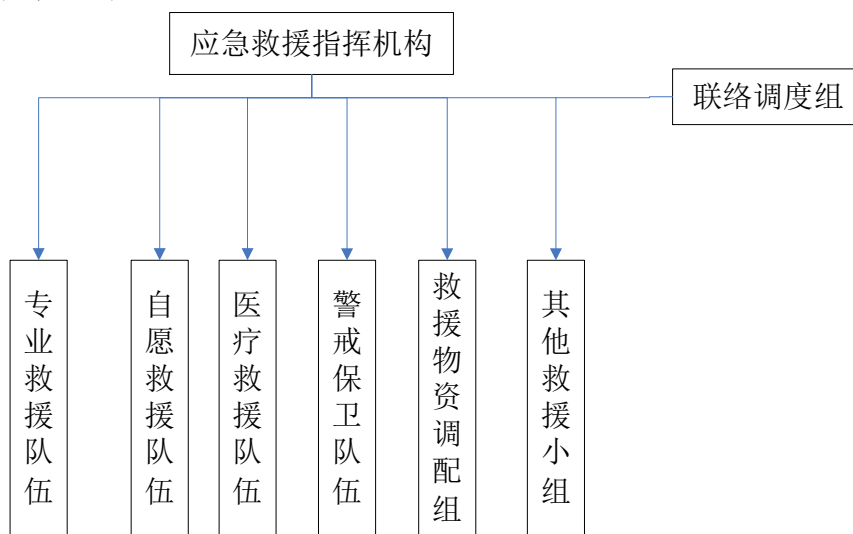 应急救援指挥机构
联络调度组
专业救援队伍
自愿救援队伍
医疗救援队伍
警戒保卫队伍
救援物资调配组
其他救援小组